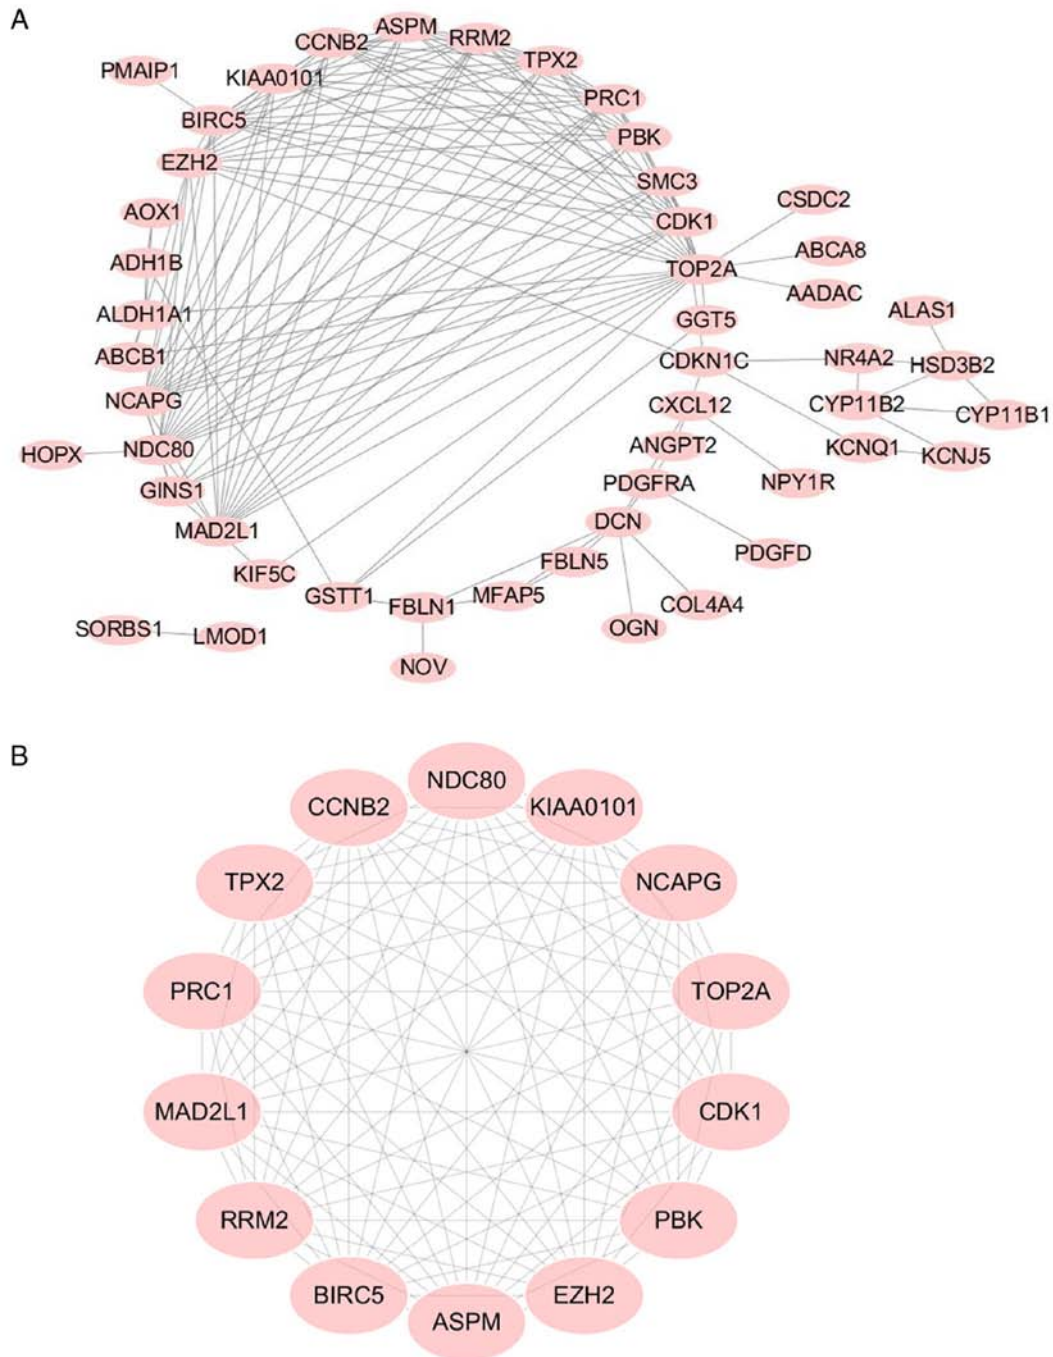 A
ASPM
CCNB2
RRM2
TPX2
PMAIP1
KIAA0101
PRC1
BIRC5
PBK
EZH2
SMC3
CSDC2
AOX1
CDK1
ABCA8
ADH1B
TOP2A
AADAC
ALDH1A1
GGT5
ALAS1
ABCB1
CDKN1C
NR4A2
HSD3B2
NCAPG
CXCL12
CYP11B2
CYP11B1
HOPX
NDC80
ANGPT2
KCNQ1
KCNJ5
GINS1
PDGFRA
NPY1R
MAD2L1
DCN
PDGFD
KIF5C
FBLN5
GSTT1
FBLN1
MFAP5
COL4A4
SORBS1
LMOD1
OGN
NOV
B
NDC80
CCNB2
KIAA0101
TPX2
NCAPG
PRC1
TOP2A
MAD2L1
CDK1
RRM2
PBK
BIRC5
EZH2
ASPM